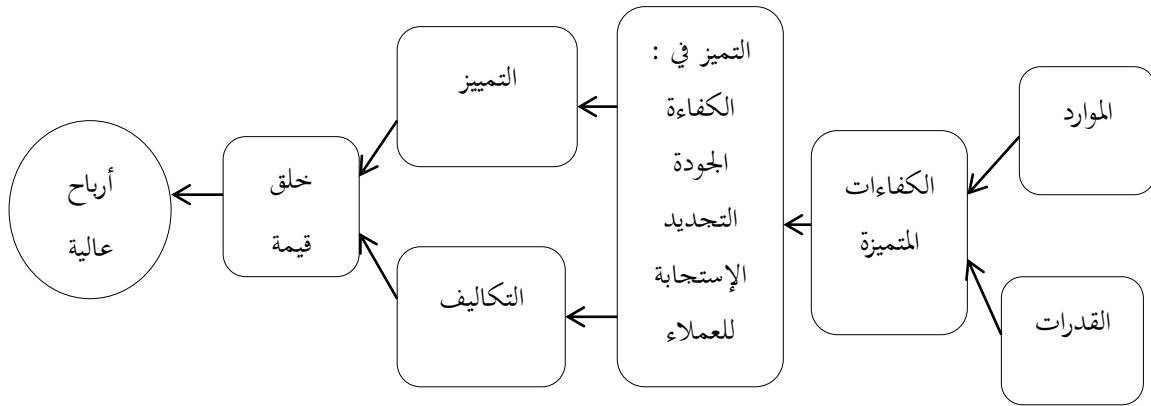 الموارد
القدرات
الكفاءات
المتميزة
التميز في :
الكفاءة
الجودة
التجديد
الإستجابة
للعملاء
التمييز
التكاليف
خلق
قيمة
أرباح
عالية